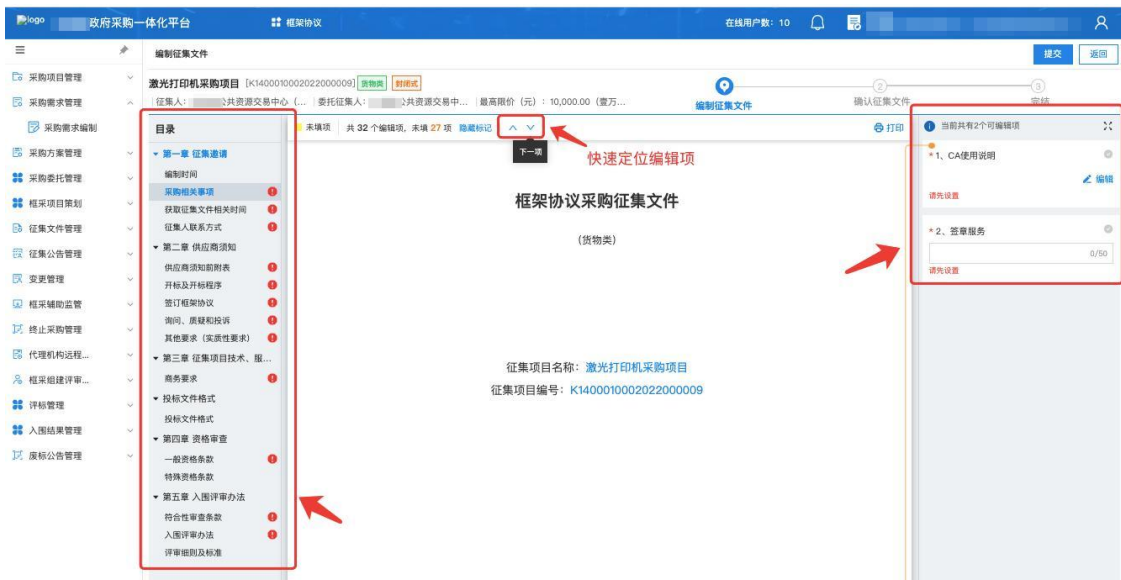 logo
政府采购一体化平台
框架协议
在线用户数：10
编制征集文件
提交
返回
采购项目管理
采购需求管理
采购需求编制
采购方案管理
采购委托管理
框采项目策划
征集文件管理
征集公告管理
变更管理
框采辅助监管
终止采购管理
代理机构远程...
框采组建评审...
评标管理
入围结果管理
废标公告管理
激光打印机采购项目 [K1400010002022000009] 货物类 封闭式
征集人： 共资源交易中心（... 委托征集人： 共资源交易中... 最高限价（元）：10,000.00（壹万...
编制征集文件
2
确认征集文件
3
完结
目录
第一章 征集邀请
编制时间
采购相关事项
获取征集文件相关时间
征集人联系方式
第二章 供应商须知
供应商须知前附表
开标及开标程序
签订框架协议
询问、质疑和投诉
其他要求（实质性要求）
第三章 征集项目技术、服...
商务要求
投标文件格式
投标文件格式
第四章 资格审查
一般资格条款
特殊资格条款
第五章 入围评审办法
符合性审查条款
入围评审办法
评审细则及标准
未填项 共 32 个编辑项, 未填 27 项 隐藏标记
打印
下一项
快速定位编辑项
框架协议采购征集文件
（货物类）
征集项目名称：激光打印机采购项目
征集项目编号：K1400010002022000009
当前共有2个可编辑项
* 1、CA使用说明
编辑
请先设置
* 2、签章服务
0/50
请先设置